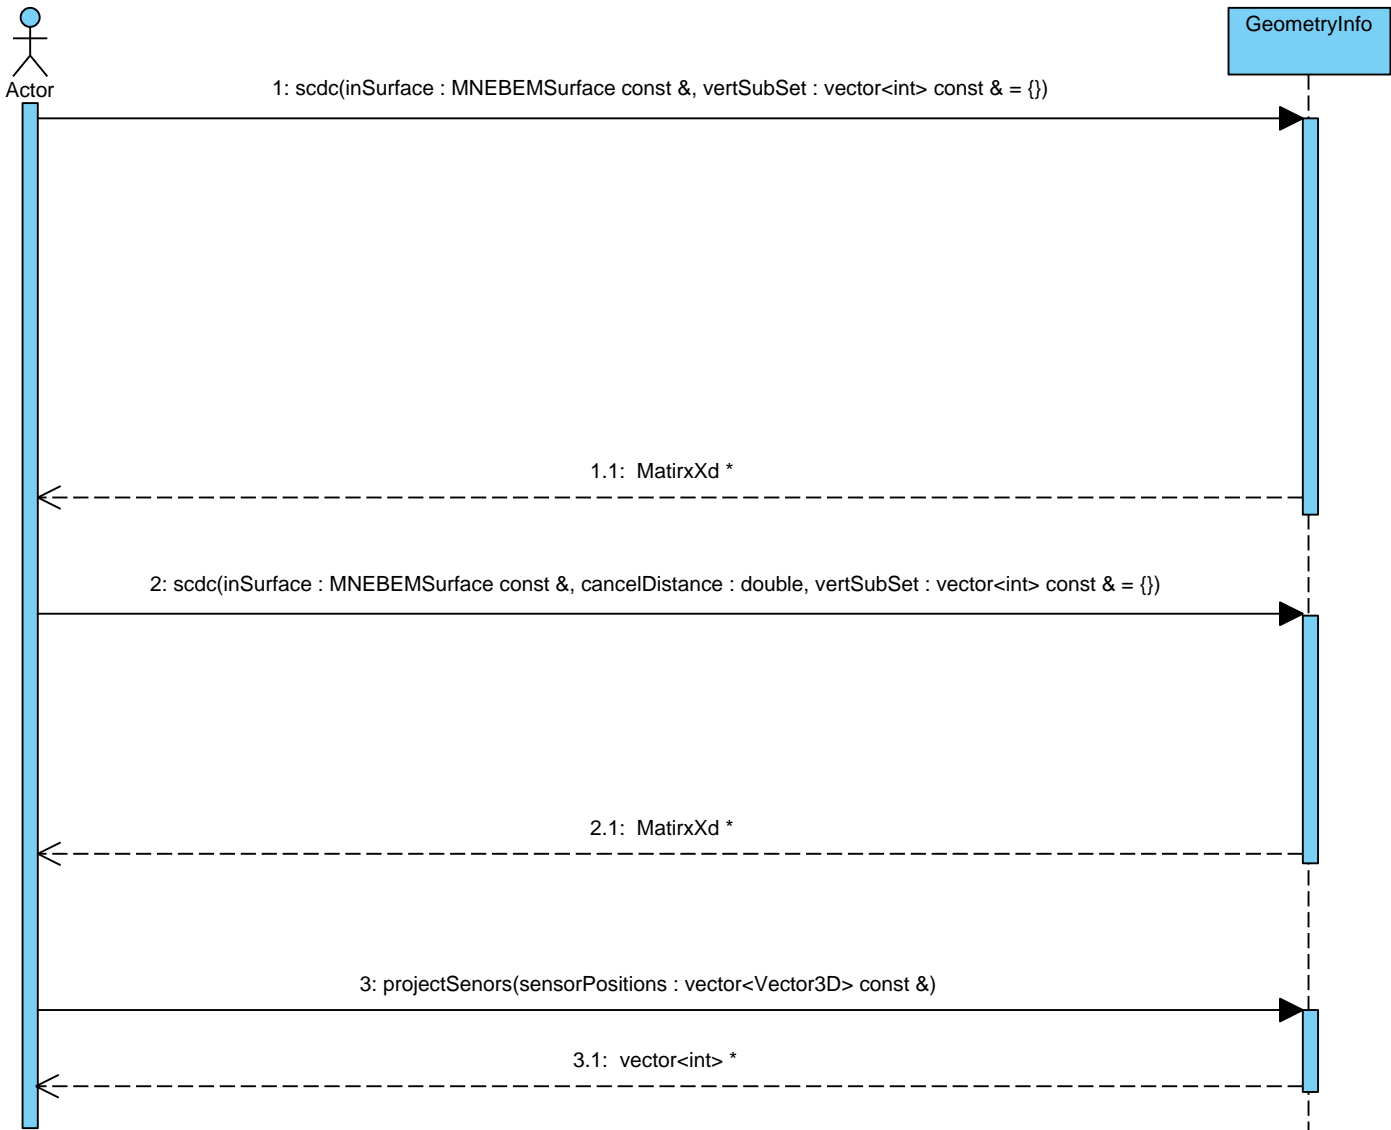 GeometryInfo
Actor
1: scdc(inSurface : MNEBEMSurface const &, vertSubSet : vector<int> const & = {})
1.1:  MatirxXd *
2: scdc(inSurface : MNEBEMSurface const &, cancelDistance : double, vertSubSet : vector<int> const & = {})
2.1:  MatirxXd *
3: projectSenors(sensorPositions : vector<Vector3D> const &)
3.1:  vector<int> *